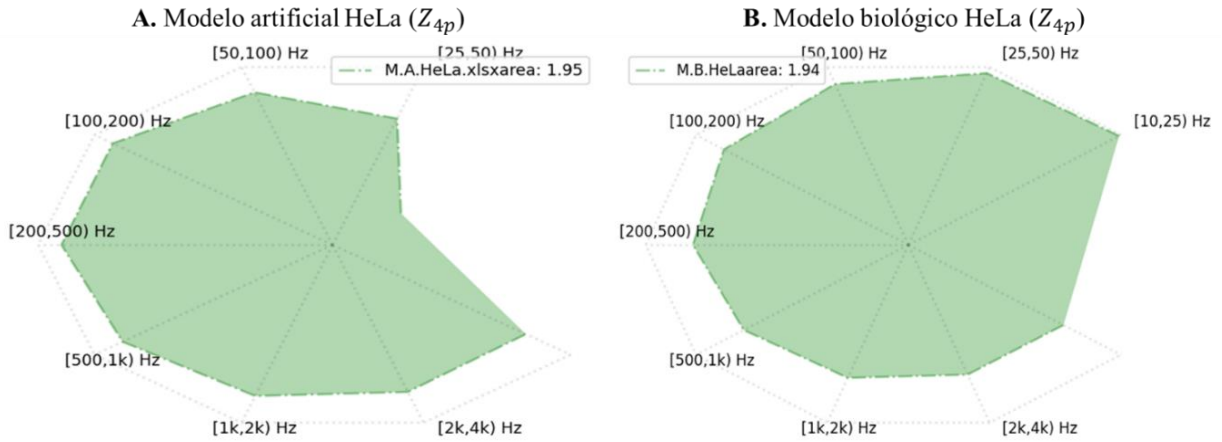 A. Modelo artificial HeLa (Z4p)
[50,100) Hz
[25,50) Hz
M.A.HeLa.xlsxarea: 1.95
[100,200) Hz
[200,500) Hz
[500,1k) Hz
[1k,2k) Hz
[2k,4k) Hz
B. Modelo biológico HeLa (Z4p)
[50,100) Hz
[25,50) Hz
M.B.HeLaarea: 1.94
[100,200) Hz
[10,25) Hz
[200,500) Hz
[500,1k) Hz
[1k,2k) Hz
[2k,4k) Hz